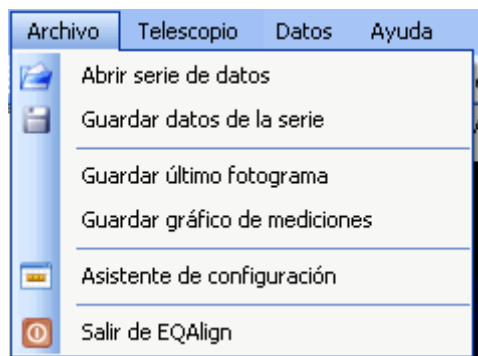 Archivo Telescopio Datos Ayuda
Abrir serie de datos
Guardar datos de la serie
Guardar último fotograma
Guardar gráfico de mediciones
Asistente de configuración
Salir de EQAlign